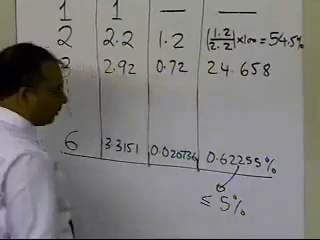 1 1 — —
2 2.2 1.2 (1.2/2.2)×100 = 54.5%
3 2.92 0.72 24.658
6 3.3151 0.020736 0.62255%
≤ 5%